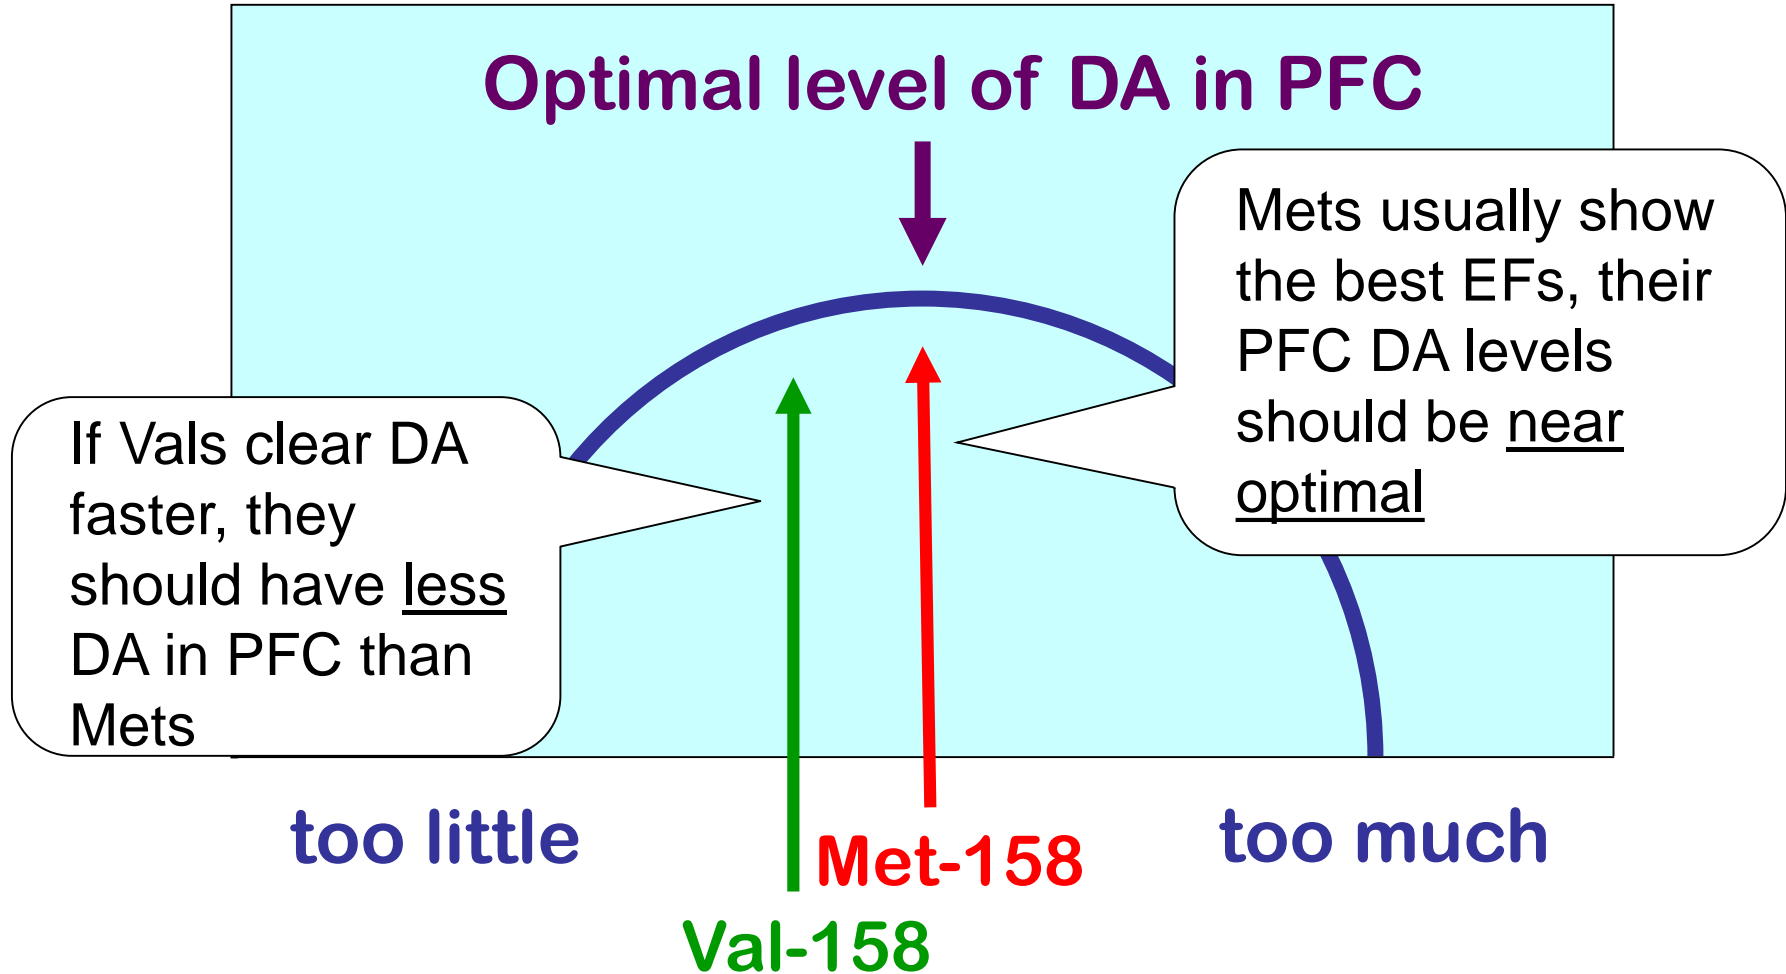 Optimal level of DA in PFC
Mets usually show
the best EFs, their
PFC DA levels
should be near
optimal
If Vals clear DA
faster, they
should have less
DA in PFC than
Mets
too little
too much
Met-158
Val-158